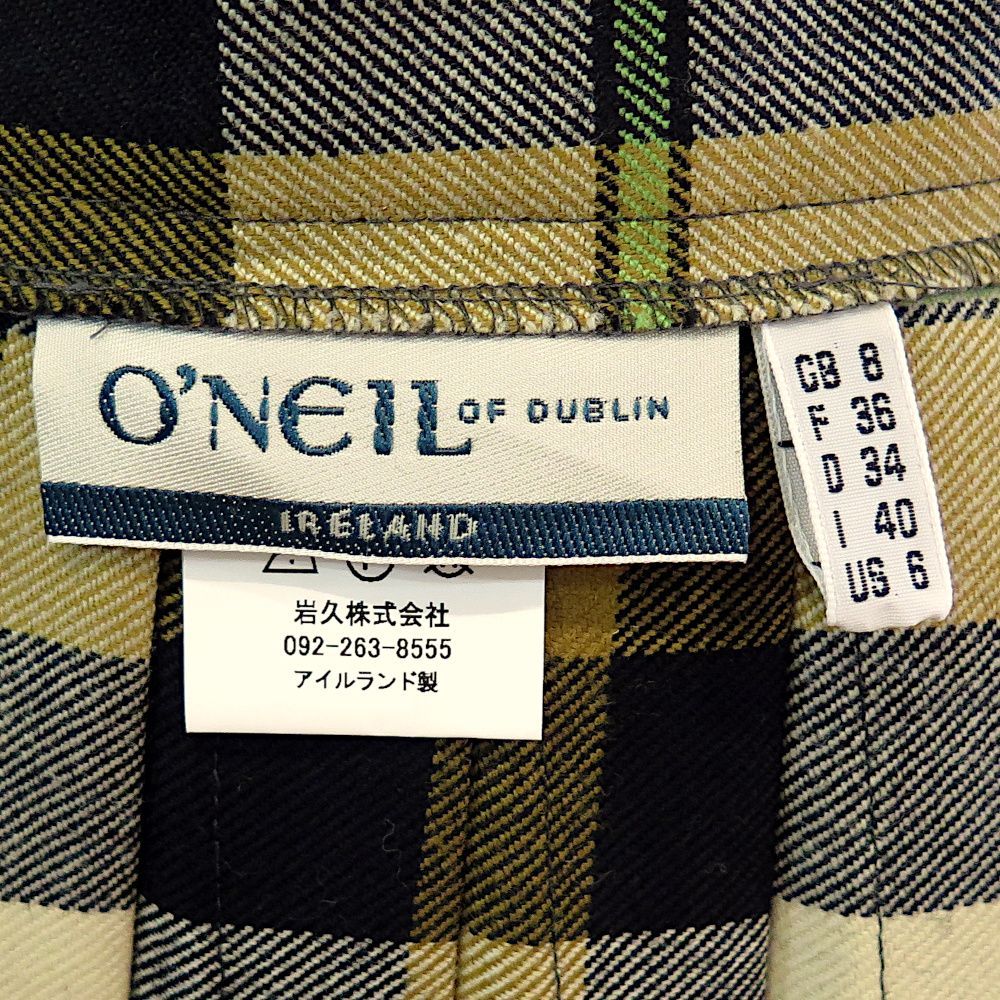 O'NEIL OF DUBLIN
IRELAND
GB 8
F 36
D 34
I 40
US 6
岩久株式会社
092-263-8555
アイルランド製